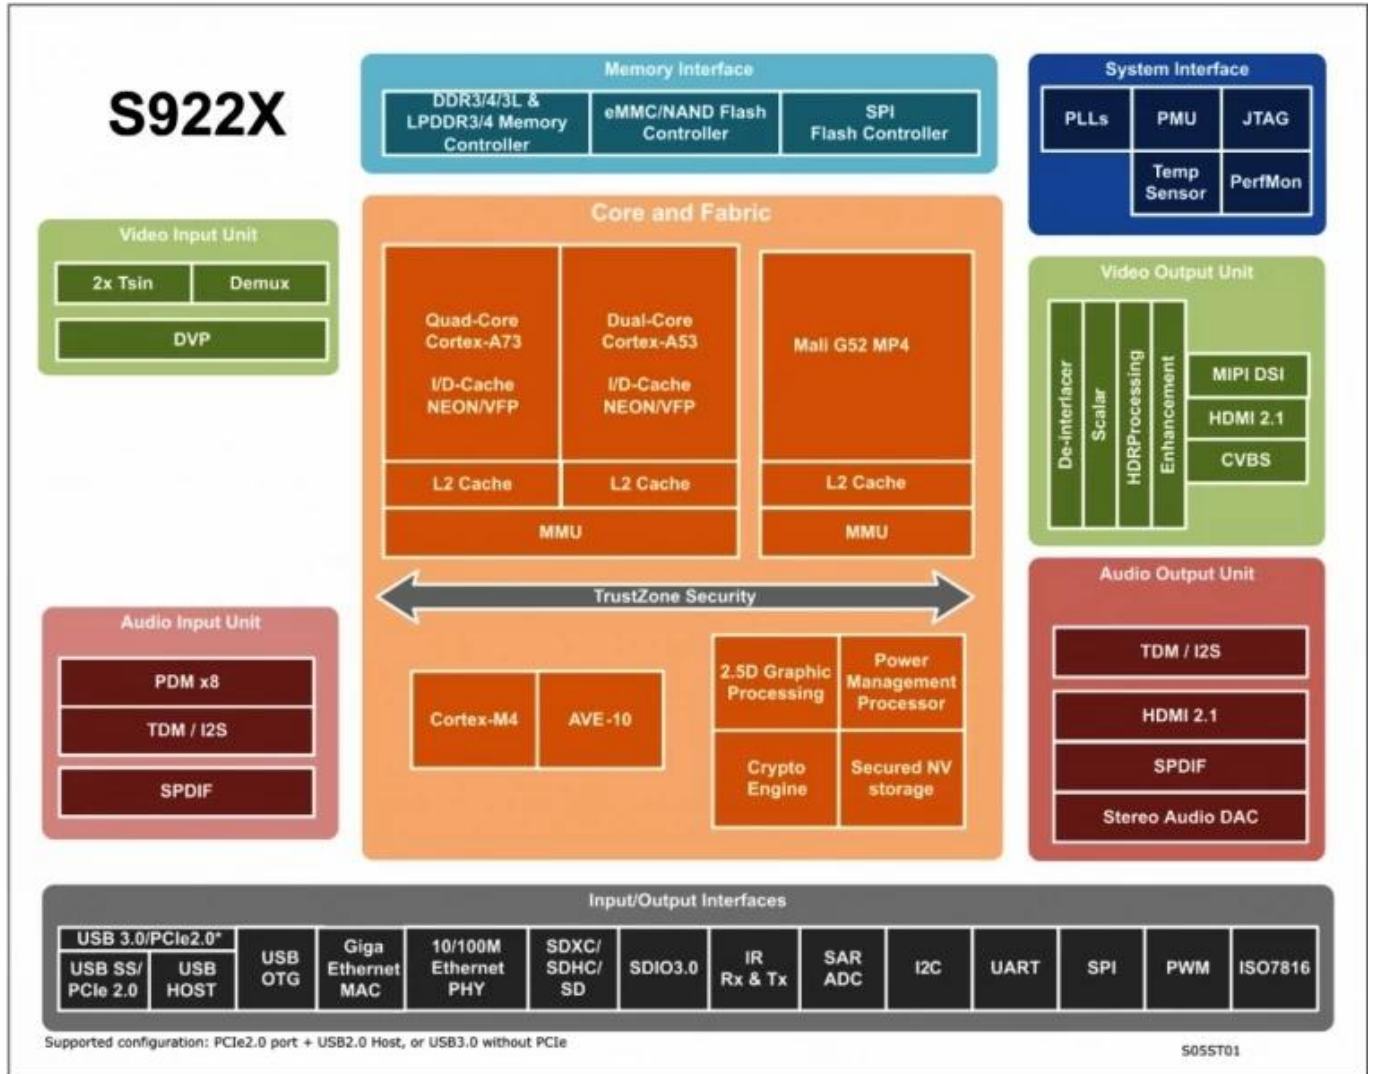 S922X
Memory Interface
DDR3/4/3L &
LPDDR3/4 Memory
Controller
eMMC/NAND Flash
Controller
SPI
Flash Controller
System Interface
PLLs
PMU
JTAG
Temp
Sensor
PerfMon
Video Input Unit
2x Tsin
Demux
DVP
Core and Fabric
Quad-Core
Cortex-A73
I/D-Cache
NEON/VFP
Dual-Core
Cortex-A53
I/D-Cache
NEON/VFP
Mali G52 MP4
L2 Cache
L2 Cache
L2 Cache
MMU
MMU
TrustZone Security
Cortex-M4
AVE-10
2.5D Graphic
Processing
Power
Management
Processor
Crypto
Engine
Secured NV
storage
Video Output Unit
De-interlacer
Scalar
HDRProcessing
Enhancement
MIPI DSI
HDMI 2.1
CVBS
Audio Input Unit
PDM x8
TDM / I2S
SPDIF
Audio Output Unit
TDM / I2S
HDMI 2.1
SPDIF
Stereo Audio DAC
Input/Output Interfaces
USB 3.0/PCIe2.0*
USB SS/
PCIe 2.0
USB
HOST
USB
OTG
Giga
Ethernet
MAC
10/100M
Ethernet
PHY
SDXC/
SDHC/
SD
SDIO3.0
IR
Rx & Tx
SAR
ADC
I2C
UART
SPI
PWM
ISO7816
Supported configuration: PCIe2.0 port + USB2.0 Host, or USB3.0 without PCIe
S05ST01